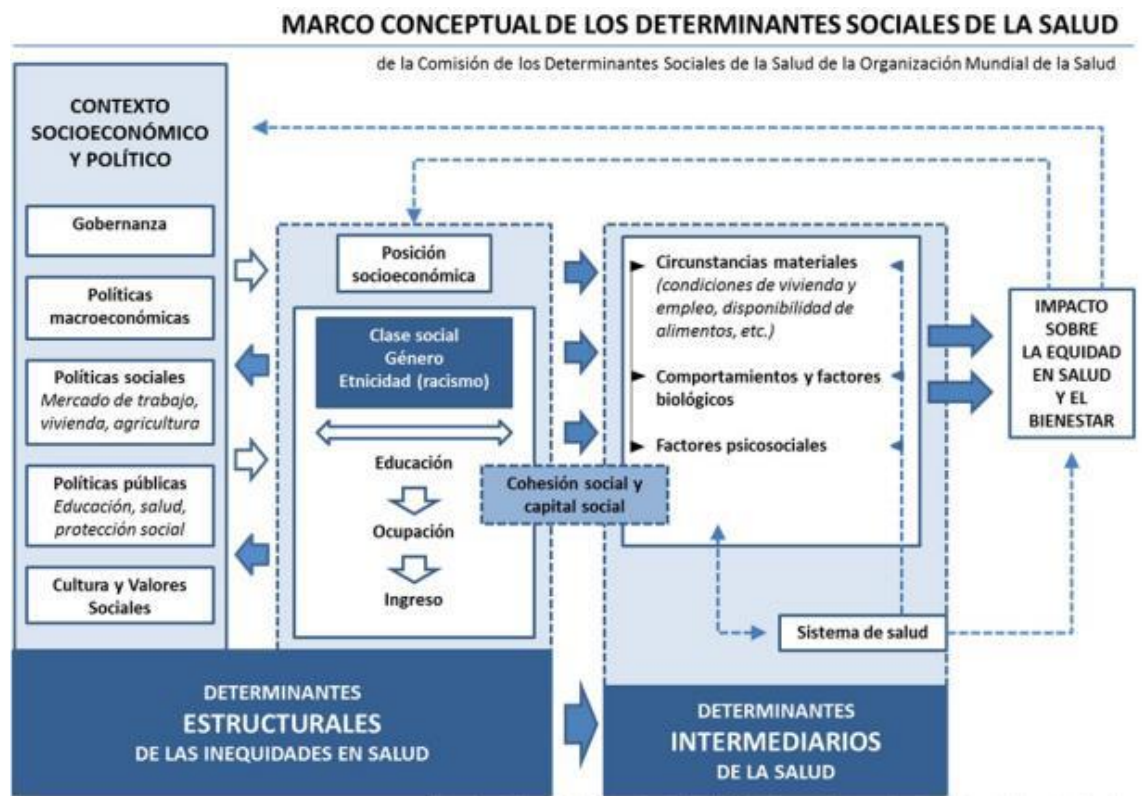 MARCO CONCEPTUAL DE LOS DETERMINANTES SOCIALES DE LA SALUD
de la Comisión de los Determinantes Sociales de la Salud de la Organización Mundial de la Salud
CONTEXTO
SOCIOECONÓMICO
Y POLÍTICO
Gobernanza
Políticas
macroeconómicas
Políticas sociales
Mercado de trabajo,
vivienda, agricultura
Políticas públicas
Educación, salud,
protección social
Cultura y Valores
Sociales
Posición
socioeconómica
Clase social
Género
Etnicidad (racismo)
Educación
Ocupación
Ingreso
Cohesión social y
capital social
Circunstancias materiales
(condiciones de vivienda y
empleo, disponibilidad de
alimentos, etc.)
Comportamientos y factores
biológicos
Factores psicosociales
Sistema de salud
IMPACTO
SOBRE
LA EQUIDAD
EN SALUD
Y EL
BIENESTAR
DETERMINANTES
ESTRUCTURALES
DE LAS INEQUIDADES EN SALUD
DETERMINANTES
INTERMEDIARIOS
DE LA SALUD